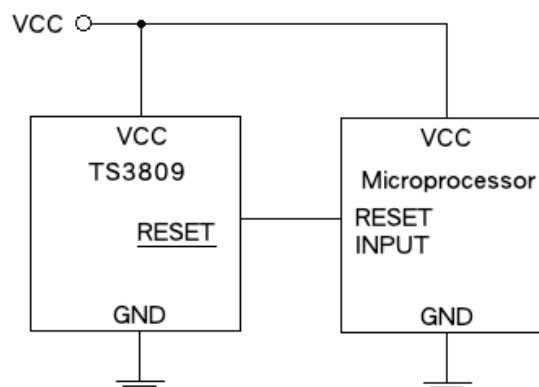 VCC
VCC
TS3809
RESET
GND
VCC
Microprocessor
RESET
INPUT
GND